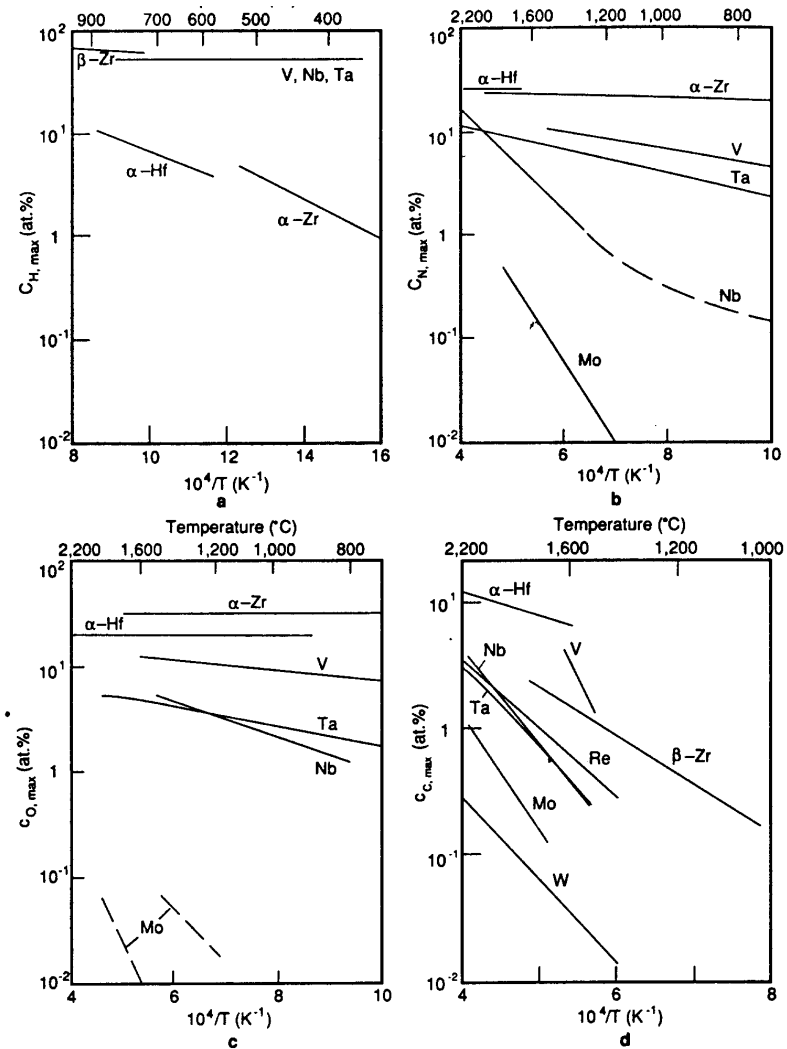 900 700 600 500 400
10²
β–Zr
V, Nb, Ta
10¹
α–Hf
α–Zr
1
10⁻¹
10⁻²
C_H, max (at.%)
8 10 12 14 16
10⁴/T (K⁻¹)
a
2,200 1,600 1,200 1,000 800
10²
α–Hf
α–Zr
10¹
V
Ta
1
Nb
10⁻¹
Mo
10⁻²
C_N, max (at.%)
4 6 8 10
10⁴/T (K⁻¹)
b
Temperature (°C)
2,200 1,600 1,200 1,000 800
10²
α–Zr
α–Hf
10¹
V
Ta
Nb
1
10⁻¹
Mo
10⁻²
c_O, max (at.%)
4 6 8 10
10⁴/T (K⁻¹)
c
Temperature (°C)
2,200 1,600 1,200 1,000
10¹
α–Hf
Nb
V
Ta
1
Re
β–Zr
Mo
10⁻¹
W
10⁻²
c_C, max (at.%)
4 6 8
10⁴/T (K⁻¹)
d